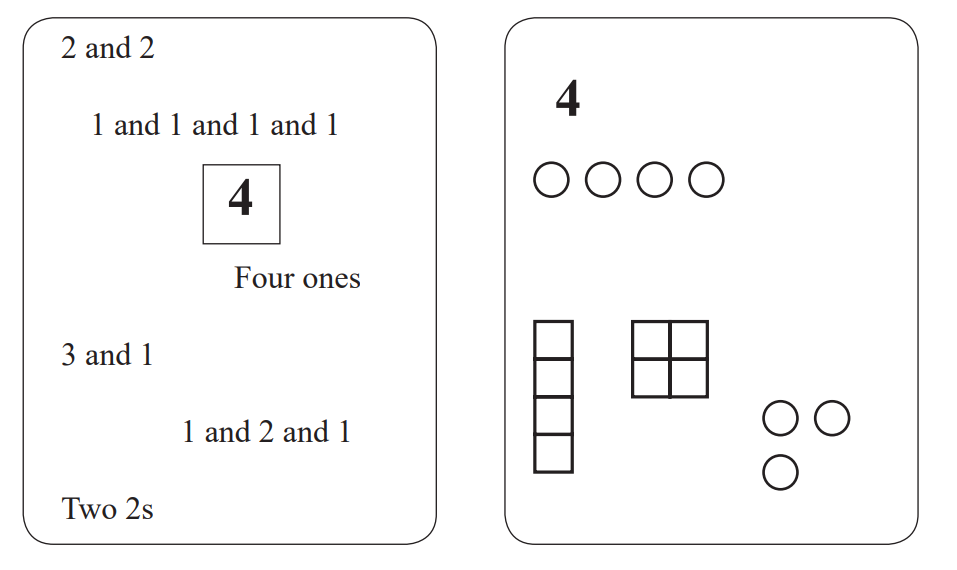 2 and 2
1 and 1 and 1 and 1
4
Four ones
3 and 1
1 and 2 and 1
Two 2s
4